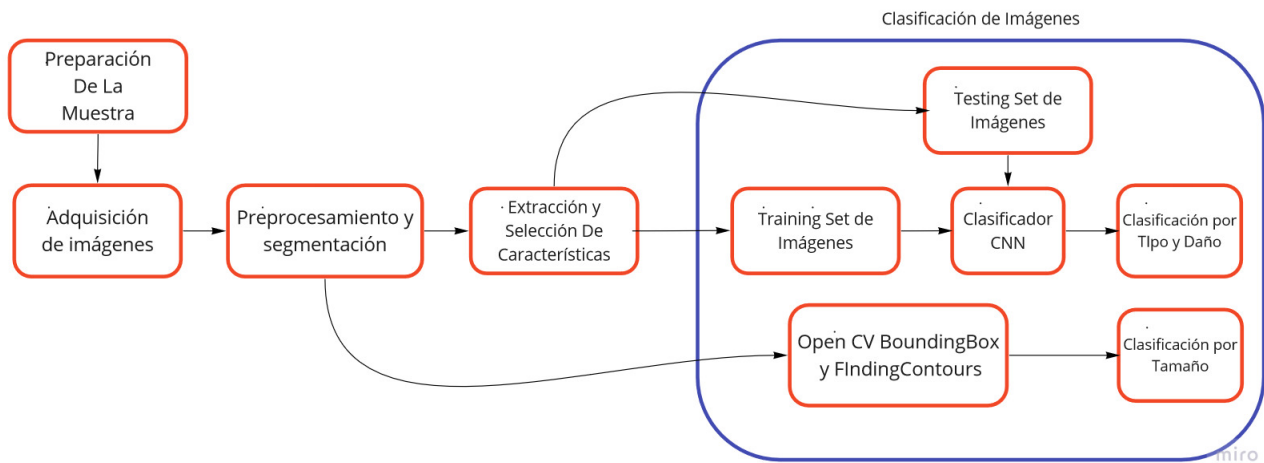 Clasificación de Imágenes
Preparación
De La
Muestra
Adquisición
de imágenes
Preprocesamiento y
segmentación
Extracción y
Selección De
Características
Testing Set de
Imágenes
Training Set de
Imágenes
Clasificador
CNN
Clasificación por
TIpo y Daño
Open CV BoundingBox
y FIndingContours
Clasificación por
Tamaño
miro